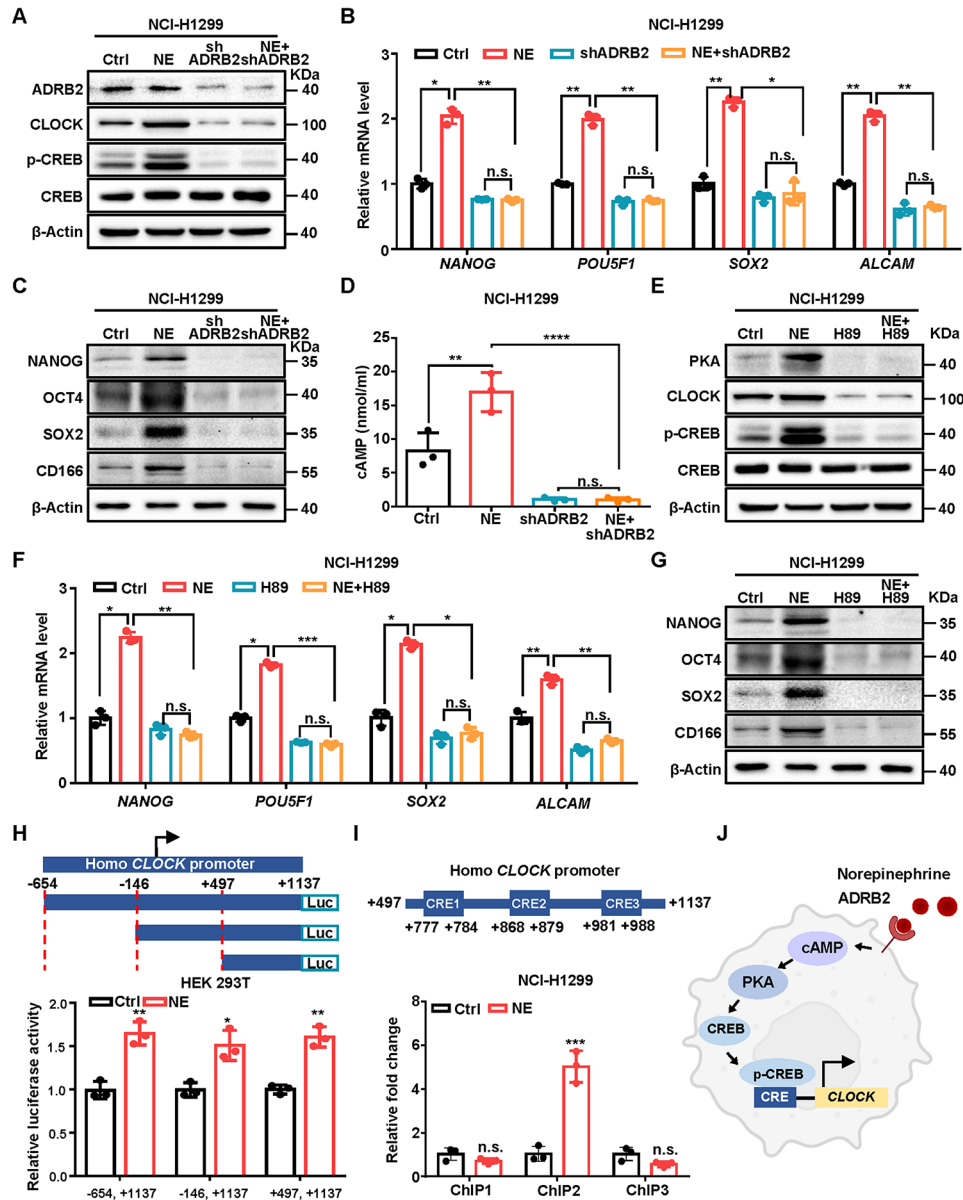 A
NCI-H1299
Ctrl NE sh ADRB2 NE+ shADRB2
KDa
ADRB2 40
CLOCK 100
p-CREB 40
CREB 40
β-Actin 40
B
NCI-H1299
Ctrl NE shADRB2 NE+shADRB2
Relative mRNA level
3
2
1
0
* ** n.s.
** ** n.s.
** * n.s.
** ** n.s.
NANOG POU5F1 SOX2 ALCAM
C
NCI-H1299
Ctrl NE sh ADRB2 NE+ shADRB2
KDa
NANOG 35
OCT4 40
SOX2 35
CD166 55
β-Actin 40
D
NCI-H1299
cAMP (nmol/ml)
25
20
15
10
5
0
** **** n.s.
Ctrl NE shADRB2 NE+ shADRB2
E
NCI-H1299
Ctrl NE H89 NE+ H89 KDa
PKA 40
CLOCK 100
p-CREB 40
CREB 40
β-Actin 40
F
NCI-H1299
Ctrl NE H89 NE+H89
Relative mRNA level
3
2
1
0
* ** n.s.
* *** n.s.
* * n.s.
** ** n.s.
NANOG POU5F1 SOX2 ALCAM
G
NCI-H1299
Ctrl NE H89 NE+ H89 KDa
NANOG 35
OCT4 40
SOX2 35
CD166 55
β-Actin 40
H
Homo CLOCK promoter
-654 -146 +497 +1137
Luc
Luc
Luc
HEK 293T
Ctrl NE
Relative luciferase activity
2.0
1.5
1.0
0.5
0.0
** * **
-654, +1137 -146, +1137 +497, +1137
I
Homo CLOCK promoter
+497 CRE1 CRE2 CRE3 +1137
+777 +784 +868 +879 +981 +988
NCI-H1299
Ctrl NE
Relative fold change
8
6
4
2
0
n.s. *** n.s.
ChIP1 ChIP2 ChIP3
J
Norepinephrine
ADRB2
cAMP
PKA
CREB
p-CREB
CRE CLOCK